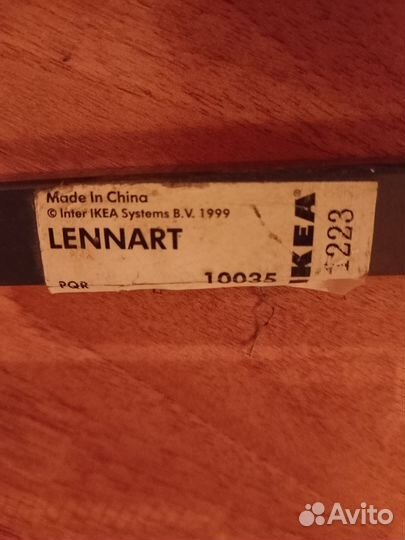 Made In China
© Inter IKEA Systems B.V. 1999
LENNART
PQR 10035
IKEA
1223
Avito